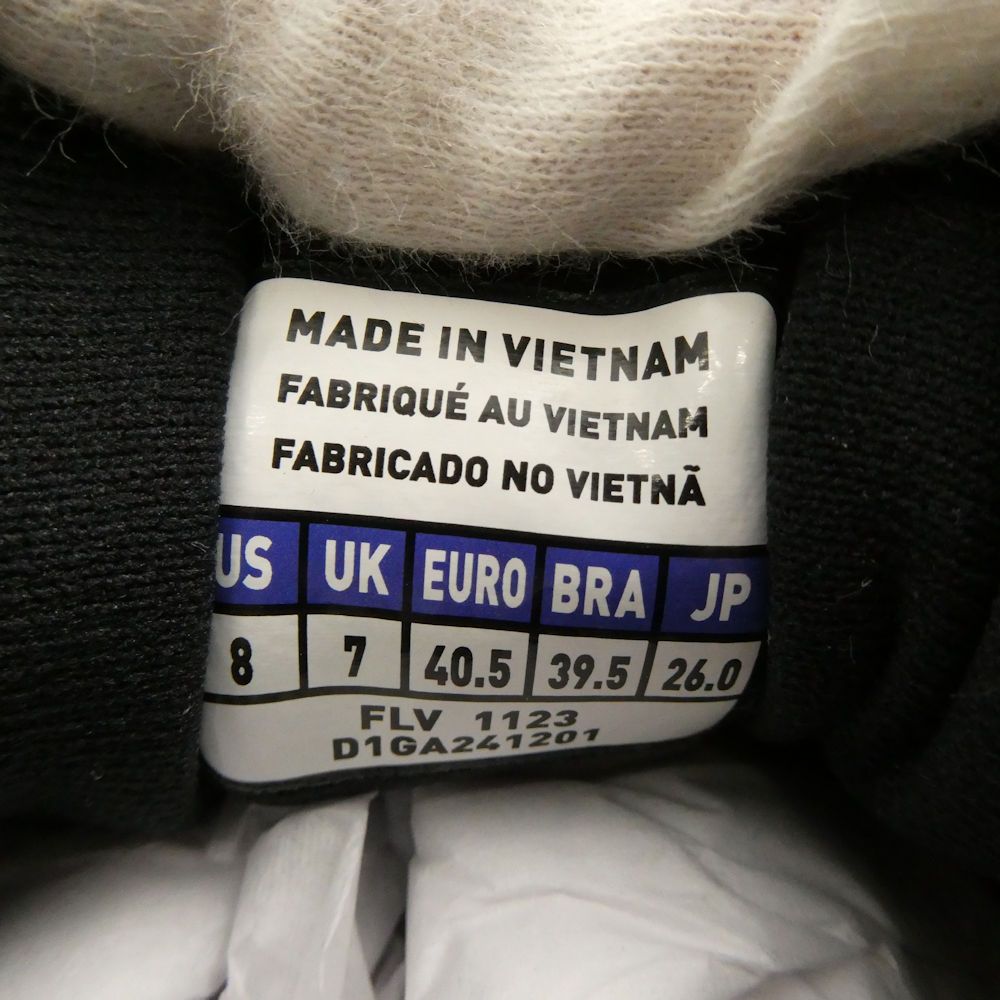 MADE IN VIETNAM
FABRIQUÉ AU VIETNAM
FABRICADO NO VIETNÃ
US UK EURO BRA JP
8 7 40.5 39.5 26.0
FLV 1123
D1GA241201